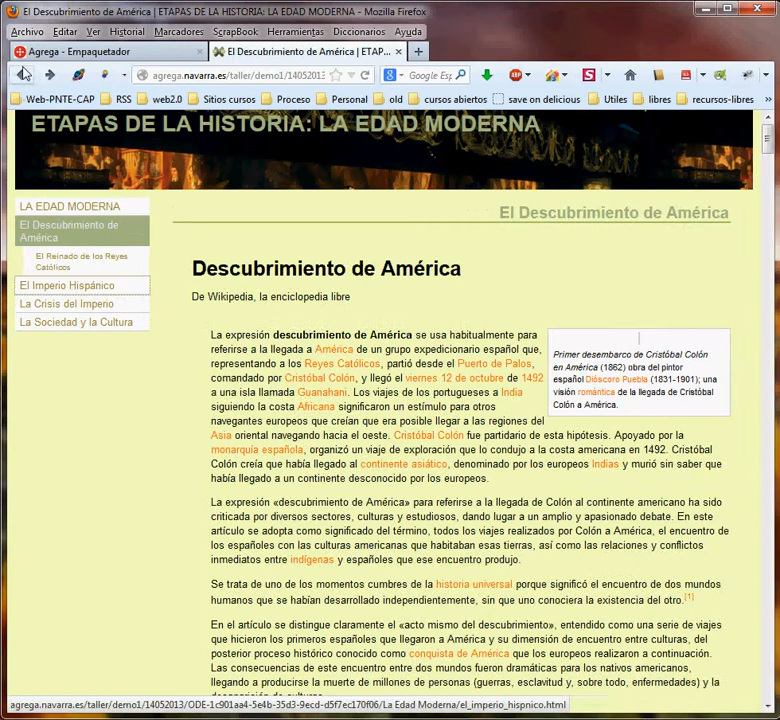 El Descubrimiento de América | ETAPAS DE LA HISTORIA: LA EDAD MODERNA - Mozilla Firefox
Archivo Editar Ver Historial Marcadores ScrapBook Herramientas Diccionarios Ayuda
Agrega - Empaquetador
El Descubrimiento de América | ETAP...
agrega.navarra.es/taller/demo1/14052013
Google Esp
Web-PNTE-CAP RSS web2.0 Sitios cursos Proceso Personal old cursos abiertos save on delicious Utiles libres recursos-libres
ETAPAS DE LA HISTORIA: LA EDAD MODERNA
LA EDAD MODERNA
El Descubrimiento de
América
El Reinado de los Reyes
Católicos
El Imperio Hispánico
La Crisis del Imperio
La Sociedad y la Cultura
El Descubrimiento de América
Descubrimiento de América
De Wikipedia, la enciclopedia libre
La expresión descubrimiento de América se usa habitualmente para
referirse a la llegada a América de un grupo expedicionario español que,
representando a los Reyes Católicos, partió desde el Puerto de Palos,
comandado por Cristóbal Colón, y llegó el viernes 12 de octubre de 1492
a una isla llamada Guanahani. Los viajes de los portugueses a India
siguiendo la costa Africana significaron un estímulo para otros
navegantes europeos que creían que era posible llegar a las regiones del
Asia oriental navegando hacia el oeste. Cristóbal Colón fue partidario de esta hipótesis. Apoyado por la
monarquía española, organizó un viaje de exploración que lo condujo a la costa americana en 1492. Cristóbal
Colón creía que había llegado al continente asiático, denominado por los europeos Indias y murió sin saber que
había llegado a un continente desconocido por los europeos.
Primer desembarco de Cristóbal Colón
en América (1862) obra del pintor
español Dióscoro Puebla (1831-1901); una
visión romántica de la llegada de Cristóbal
Colón a América.
La expresión «descubrimiento de América» para referirse a la llegada de Colón al continente americano ha sido
criticada por diversos sectores, culturas y estudiosos, dando lugar a un amplio y apasionado debate. En este
artículo se adopta como significado del término, todos los viajes realizados por Colón a América, el encuentro de
los españoles con las culturas americanas que habitaban esas tierras, así como las relaciones y conflictos
inmediatos entre indígenas y españoles que ese encuentro produjo.
Se trata de uno de los momentos cumbres de la historia universal porque significó el encuentro de dos mundos
humanos que se habían desarrollado independientemente, sin que uno conociera la existencia del otro.[1]
En el artículo se distingue claramente el «acto mismo del descubrimiento», entendido como una serie de viajes
que hicieron los primeros españoles que llegaron a América y su dimensión de encuentro entre culturas, del
posterior proceso histórico conocido como conquista de América que los europeos realizaron a continuación.
Las consecuencias de este encuentro entre dos mundos fueron dramáticas para los nativos americanos,
llegando a producirse la muerte de millones de personas (guerras, esclavitud y, sobre todo, enfermedades) y la
desaparición de culturas.
agrega.navarra.es/taller/demo1/14052013/ODE-1c901aa4-5e4b-35d3-9ecd-d5f7ec170f06/La Edad Moderna/el_imperio_hispnico.html